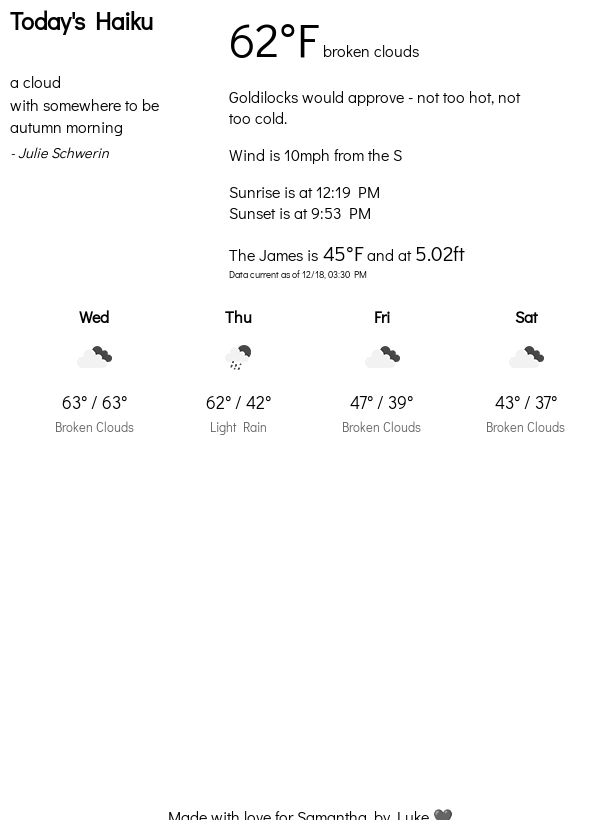 Today's Haiku
a cloud
with somewhere to be
autumn morning
- Julie Schwerin
62°F broken clouds
Goldilocks would approve - not too hot, not
too cold.
Wind is 10mph from the S
Sunrise is at 12:19 PM
Sunset is at 9:53 PM
The James is 45°F and at 5.02ft
Data current as of 12/18, 03:30 PM
Wed Thu Fri Sat
63° / 63° 62° / 42° 47° / 39° 43° / 37°
Broken Clouds Light Rain Broken Clouds Broken Clouds
Made with love for Samantha by Luke 🖤